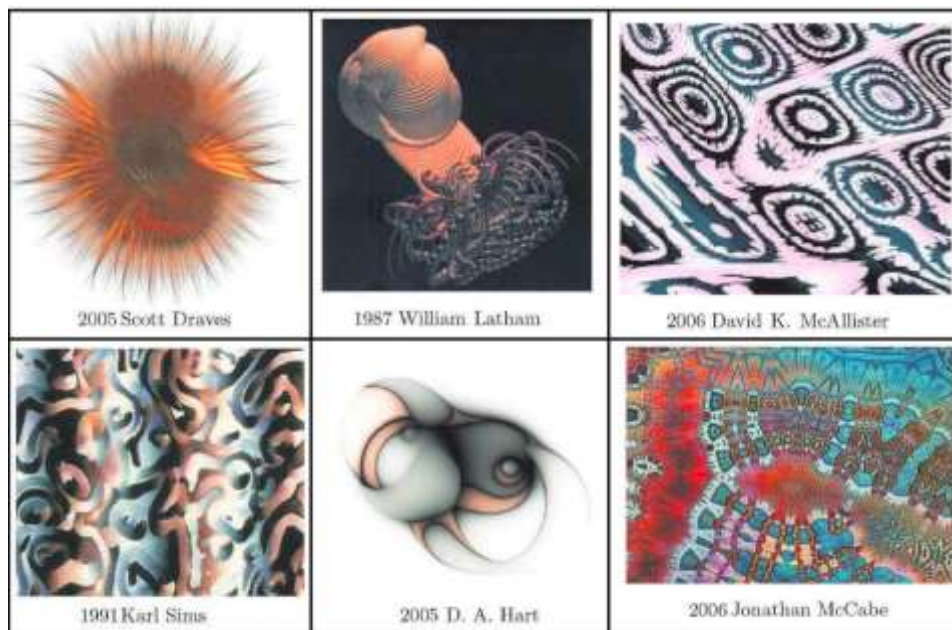 2005 Scott Draves
1987 William Latham
2006 David K. McAllister
1991 Karl Sims
2005 D. A. Hart
2006 Jonathan McCabe